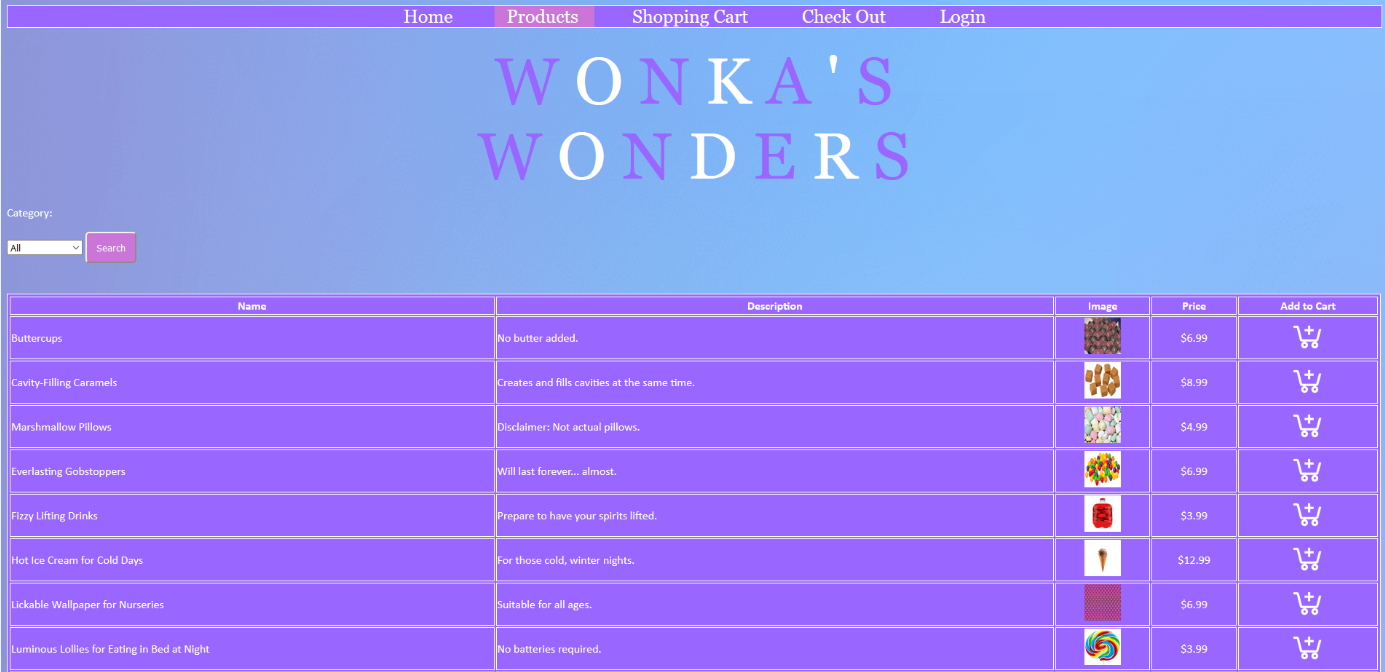 Home Products Shopping Cart Check Out Login
WONKA'S
WONDERS
Category:
All Search
Name Description Image Price Add to Cart
Buttercups No butter added. $6.99
Cavity-Filling Caramels Creates and fills cavities at the same time. $8.99
Marshmallow Pillows Disclaimer: Not actual pillows. $4.99
Everlasting Gobstoppers Will last forever... almost. $6.99
Fizzy Lifting Drinks Prepare to have your spirits lifted. $3.99
Hot Ice Cream for Cold Days For those cold, winter nights. $12.99
Lickable Wallpaper for Nurseries Suitable for all ages. $6.99
Luminous Lollies for Eating in Bed at Night No batteries required. $3.99